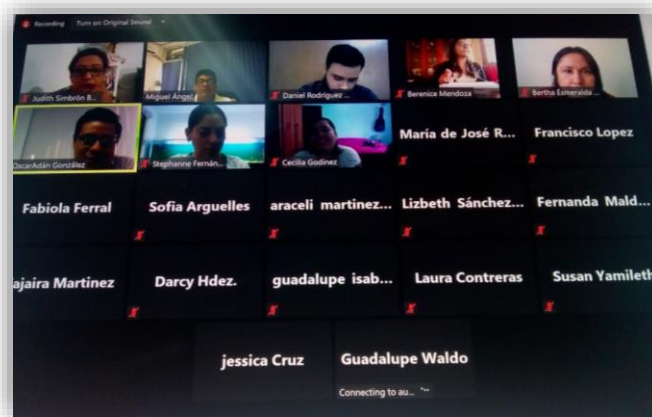 Recording
Turn on Original Sound
Judith Simbrón B...
Miguel Ángel
Daniel Rodríguez ...
Berenice Mendoza
Bertha Esmeralda ...
OscarAdán González
Stephanne Fernán...
Cecilia Godinez
María de José R...
Francisco Lopez
Fabiola Ferral
Sofia Arguelles
araceli martinez...
Lizbeth Sánchez...
Fernanda Mald...
ajaira Martinez
Darcy Hdez.
guadalupe isab...
Laura Contreras
Susan Yamileth
jessica Cruz
Guadalupe Waldo
Connecting to au...